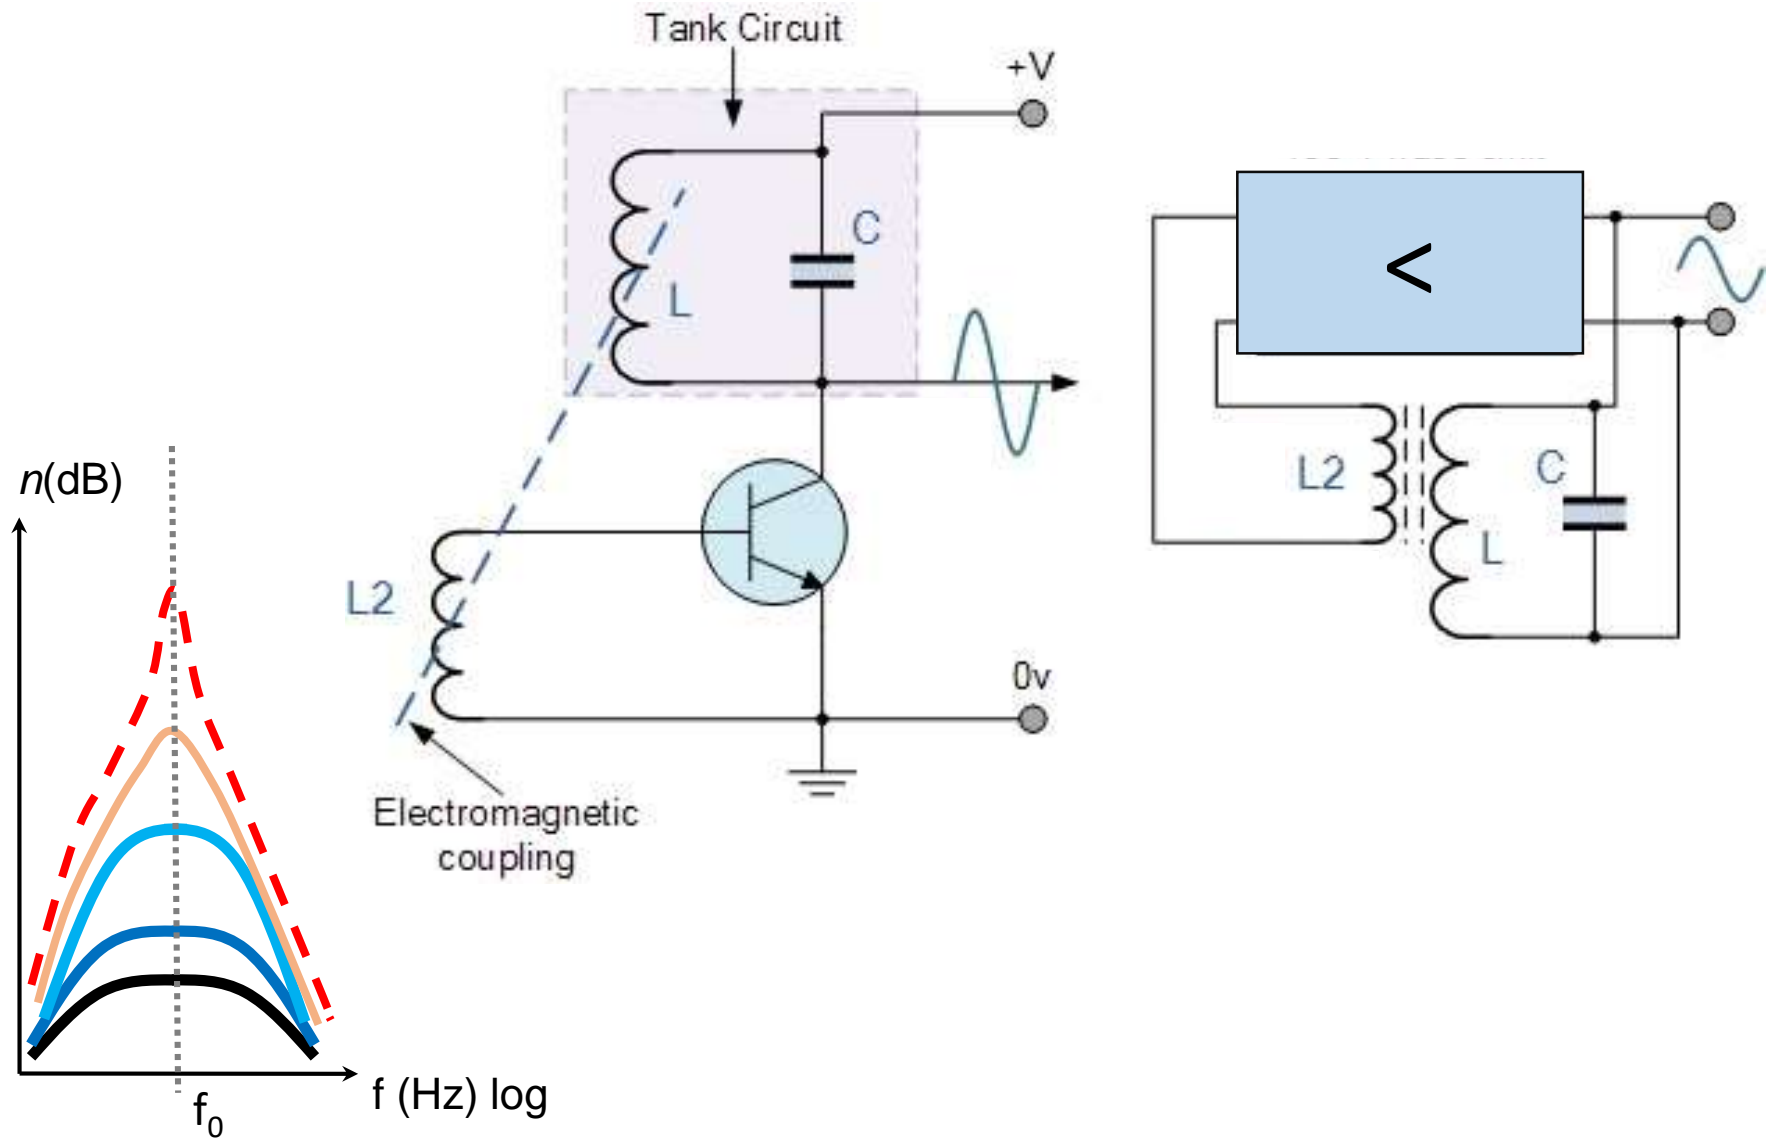 Tank Circuit
+V
C
L
<
n(dB)
L2
L2
C
L
0v
Electromagnetic
coupling
f (Hz) log
f0